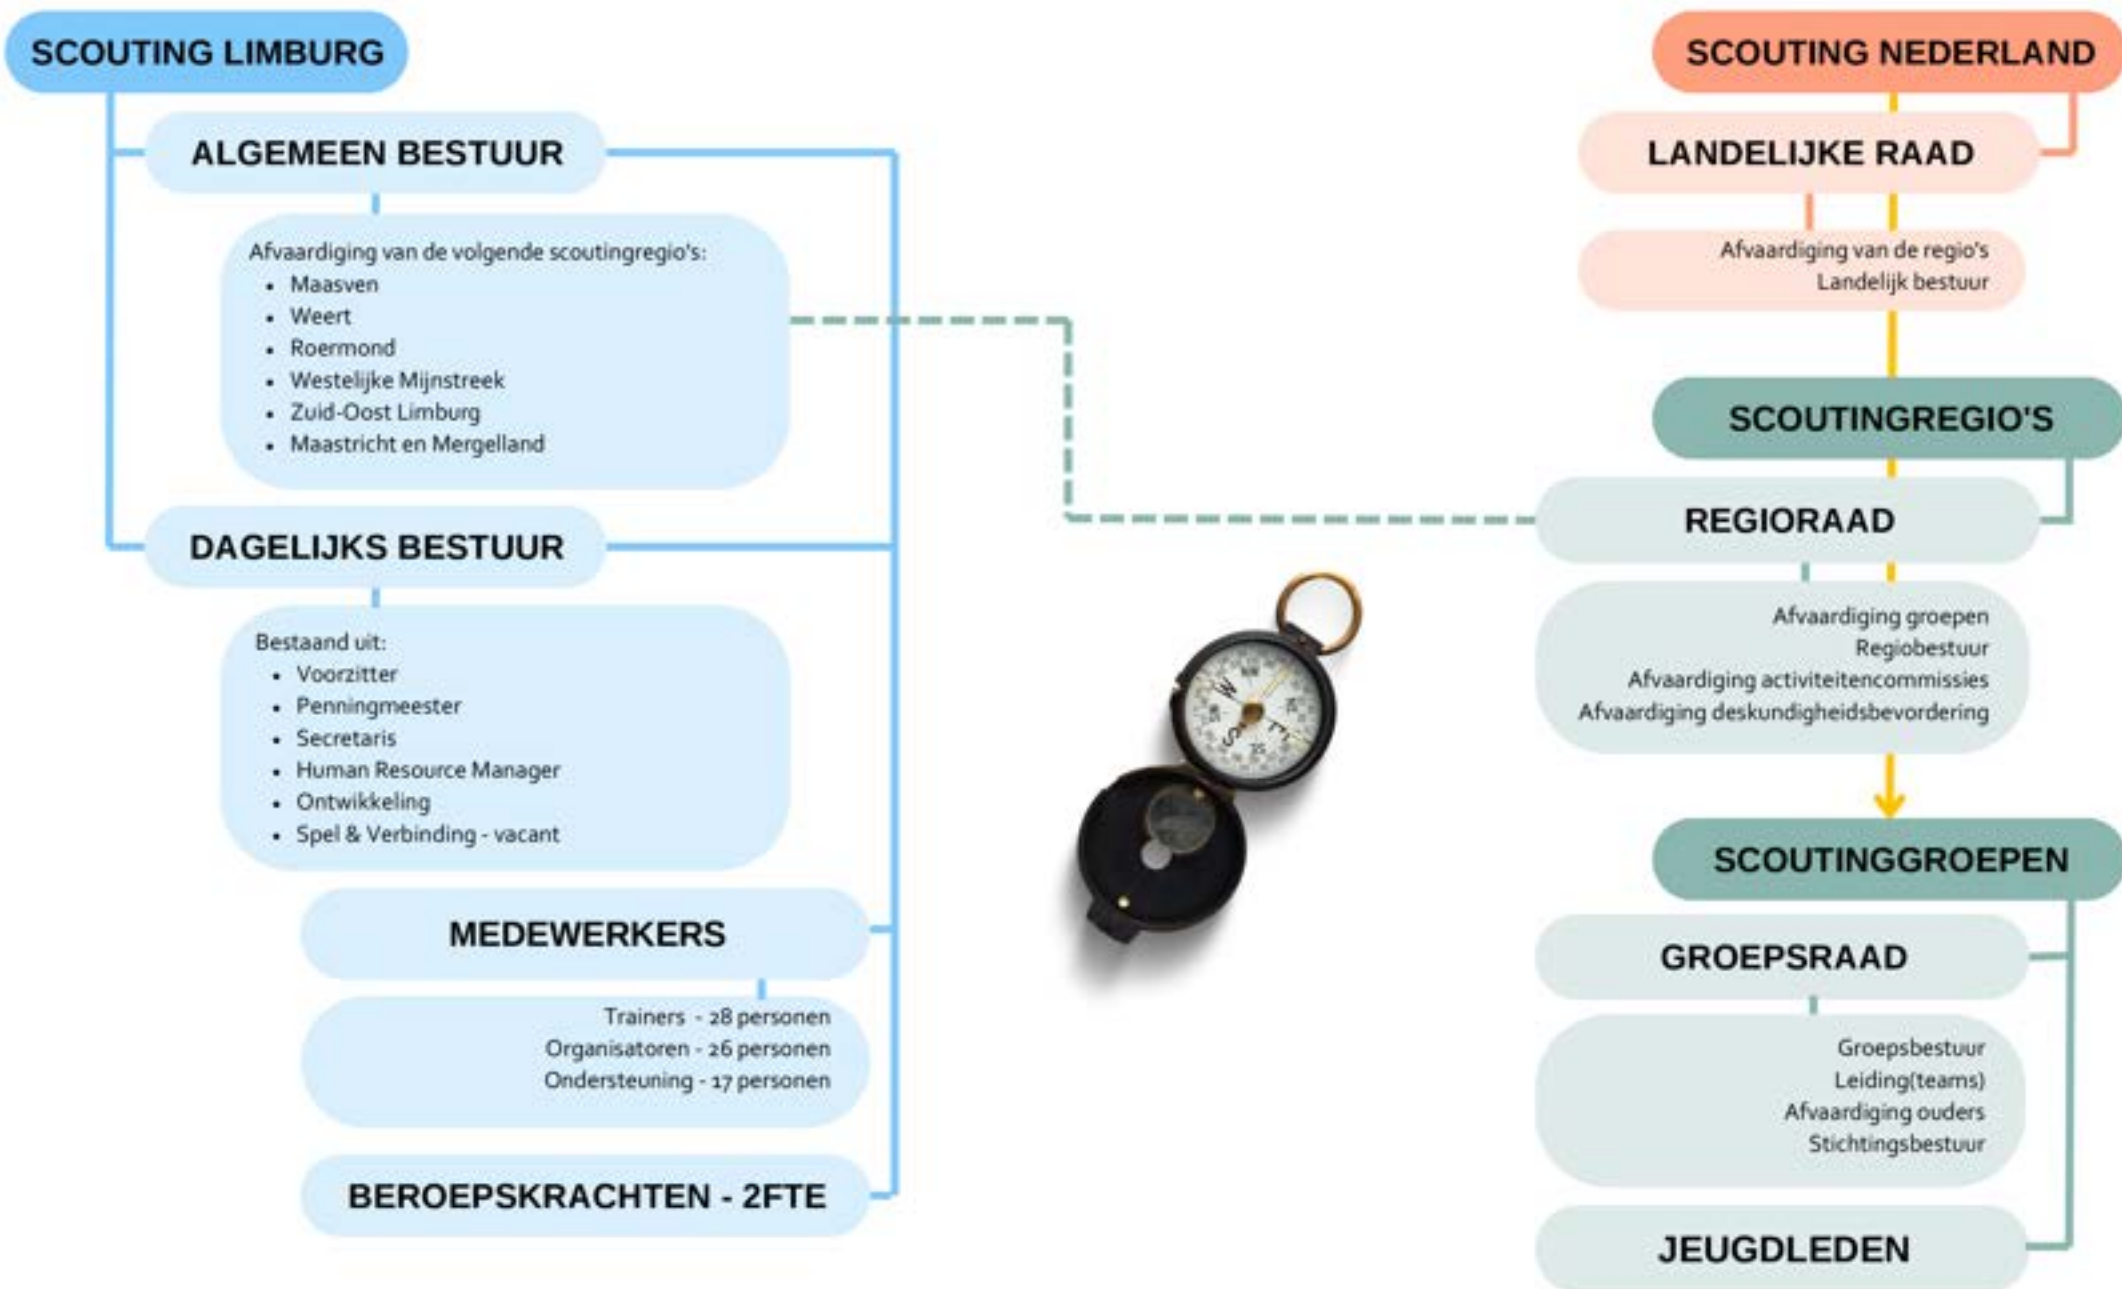 SCOUTING LIMBURG
ALGEMEEN BESTUUR
Afvaardiging van de volgende scoutingregio's:
• Maasven
• Weert
• Roermond
• Westelijke Mijnstreek
• Zuid-Oost Limburg
• Maastricht en Mergelland
DAGELIJKS BESTUUR
Bestaand uit:
• Voorzitter
• Penningmeester
• Secretaris
• Human Resource Manager
• Ontwikkeling
• Spel & Verbinding - vacant
MEDEWERKERS
Trainers - 28 personen
Organisatoren - 26 personen
Ondersteuning - 17 personen
BEROEPSKRACHTEN - 2FTE
SCOUTING NEDERLAND
LANDELIJKE RAAD
Afvaardiging van de regio's
Landelijk bestuur
SCOUTINGREGIO'S
REGIORAAD
Afvaardiging groepen
Regiobestuur
Afvaardiging activiteitencommissies
Afvaardiging deskundigheidsbevordering
SCOUTINGGROEPEN
GROEPSRAAD
Groepsbestuur
Leiding(teams)
Afvaardiging ouders
Stichtingsbestuur
JEUGDLEDEN